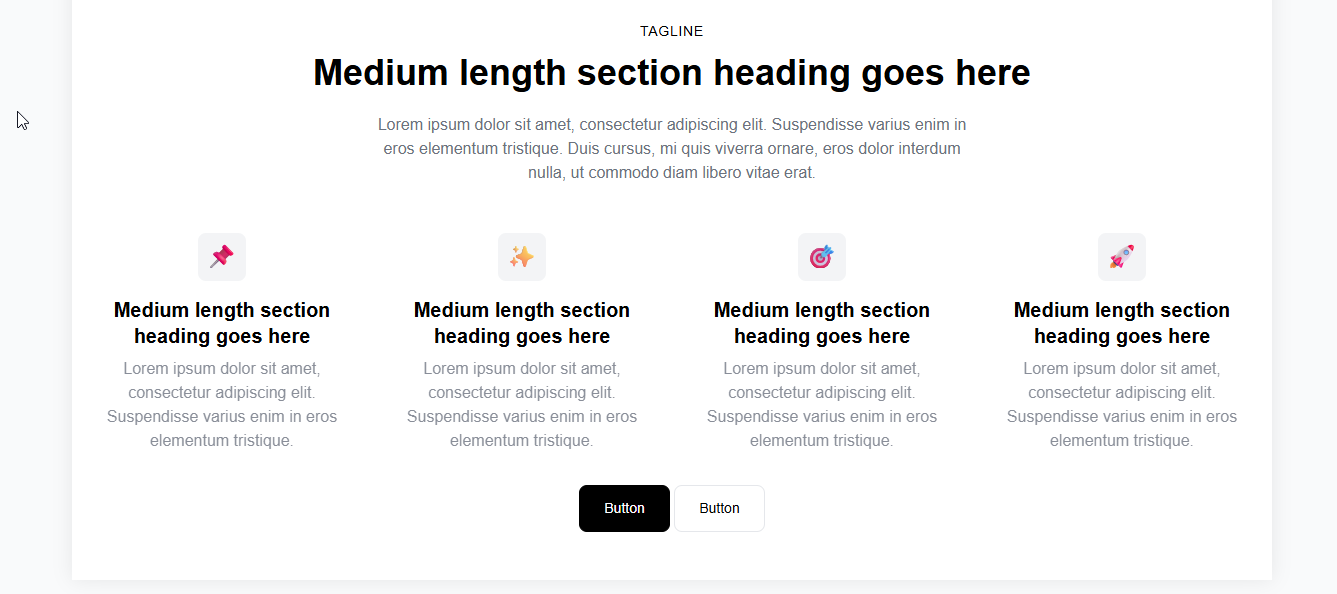 TAGLINE
Medium length section heading goes here
Lorem ipsum dolor sit amet, consectetur adipiscing elit. Suspendisse varius enim in
eros elementum tristique. Duis cursus, mi quis viverra ornare, eros dolor interdum
nulla, ut commodo diam libero vitae erat.
Medium length section
heading goes here
Lorem ipsum dolor sit amet,
consectetur adipiscing elit.
Suspendisse varius enim in eros
elementum tristique.
Medium length section
heading goes here
Lorem ipsum dolor sit amet,
consectetur adipiscing elit.
Suspendisse varius enim in eros
elementum tristique.
Medium length section
heading goes here
Lorem ipsum dolor sit amet,
consectetur adipiscing elit.
Suspendisse varius enim in eros
elementum tristique.
Medium length section
heading goes here
Lorem ipsum dolor sit amet,
consectetur adipiscing elit.
Suspendisse varius enim in eros
elementum tristique.
Button
Button